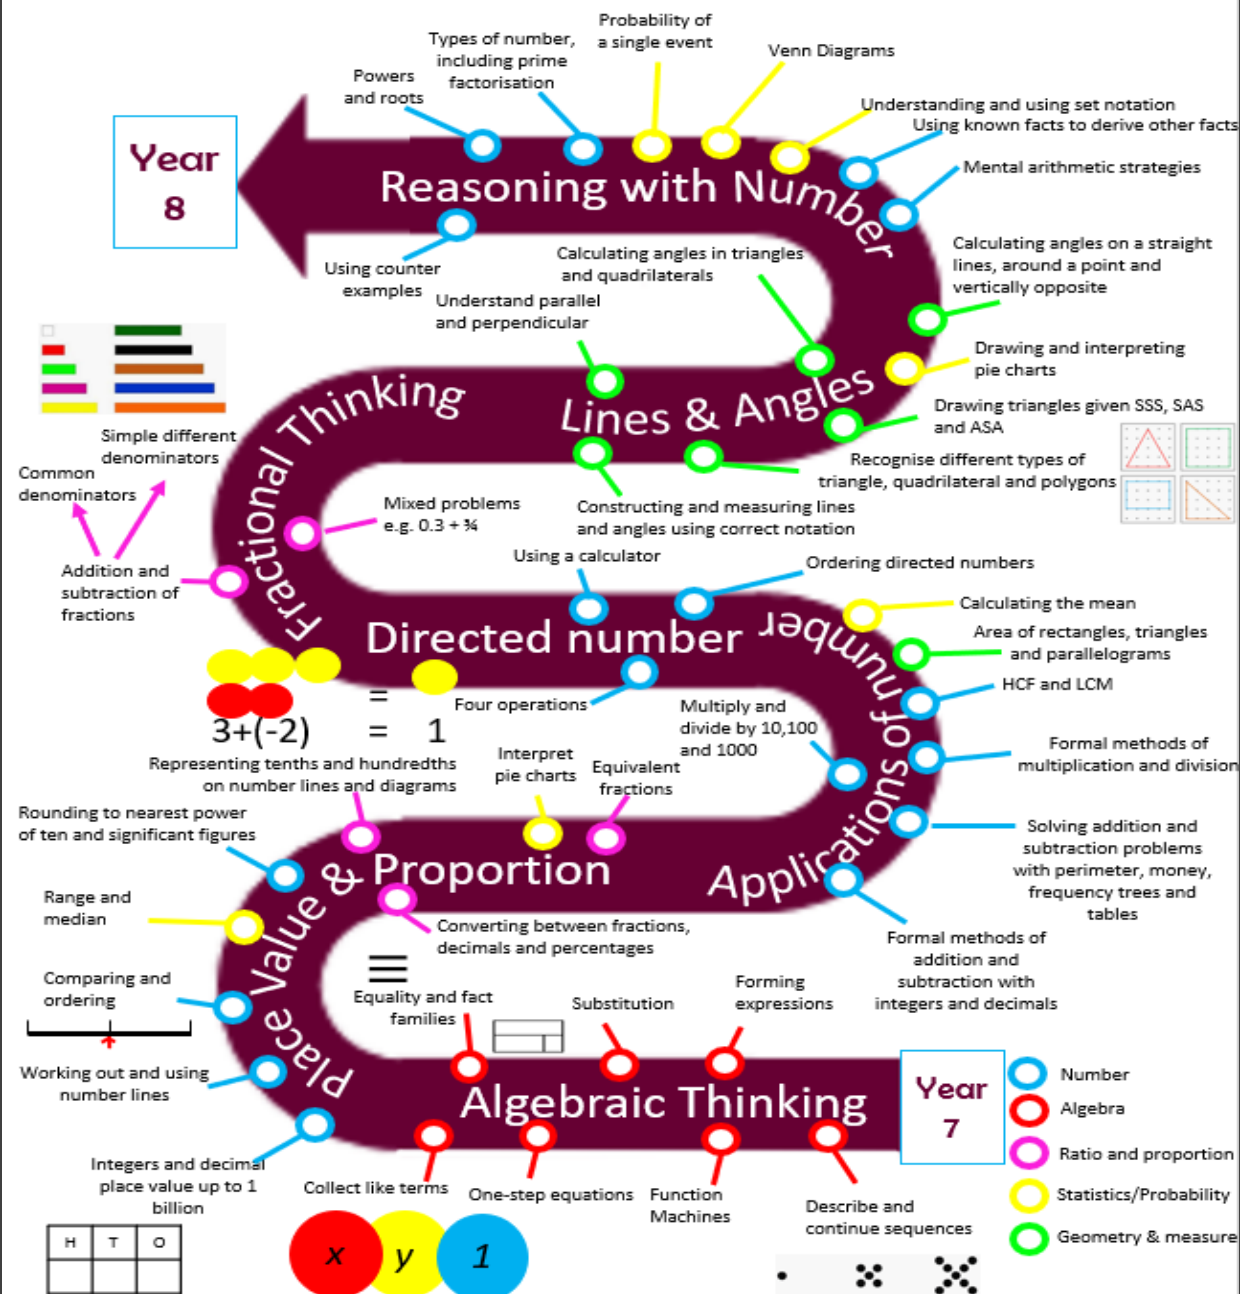 Probability of
a single event
Types of number,
including prime
factorisation
Venn Diagrams
Powers
and roots
Understanding and using set notation
Using known facts to derive other facts
Mental arithmetic strategies
Year
8
Reasoning with Number
Calculating angles on a straight
lines, around a point and
vertically opposite
Calculating angles in triangles
and quadrilaterals
Using counter
examples
Understand parallel
and perpendicular
Drawing and interpreting
pie charts
Lines & Angles
Drawing triangles given SSS, SAS
and ASA
Recognise different types of
triangle, quadrilateral and polygons
Constructing and measuring lines
and angles using correct notation
Fractional Thinking
Simple different
denominators
Common
denominators
Mixed problems
e.g. 0.3 + ¾
Addition and
subtraction of
fractions
Using a calculator
Ordering directed numbers
Directed number
Calculating the mean
Area of rectangles, triangles
and parallelograms
HCF and LCM
Four operations
=
3+(-2) = 1
Multiply and
divide by 10,100
and 1000
Formal methods of
multiplication and division
Applications of number
Solving addition and
subtraction problems
with perimeter, money,
frequency trees and
tables
Formal methods of
addition and
subtraction with
integers and decimals
Interpret
pie charts
Equivalent
fractions
Representing tenths and hundredths
on number lines and diagrams
Rounding to nearest power
of ten and significant figures
Place Value & Proportion
Range and
median
Converting between fractions,
decimals and percentages
Comparing and
ordering
Working out and using
number lines
Integers and decimal
place value up to 1
billion
H T O
Equality and fact
families
Substitution
Forming
expressions
Algebraic Thinking
Year
7
Collect like terms
One-step equations
Function
Machines
Describe and
continue sequences
x y 1
Number
Algebra
Ratio and proportion
Statistics/Probability
Geometry & measure